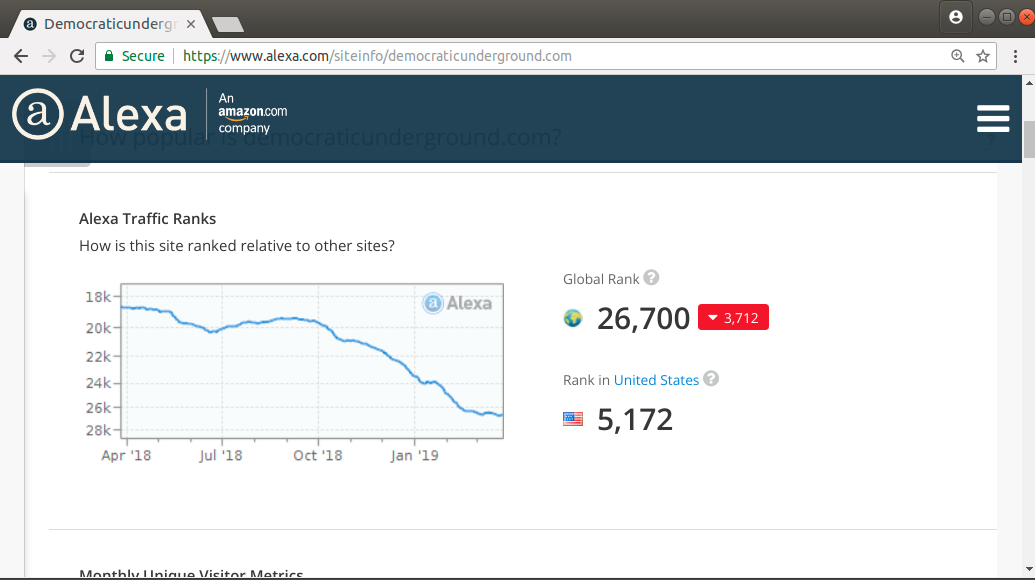 Democraticundergr
Secure https://www.alexa.com/siteinfo/democraticunderground.com
a Alexa
An
amazon.com
company
How popular is democraticunderground.com?
Alexa Traffic Ranks
How is this site ranked relative to other sites?
Global Rank ?
26,700 3,712
Rank in United States ?
5,172
a Alexa
18k
20k
22k
24k
26k
28k
Apr '18 Jul '18 Oct '18 Jan '19
Monthly Unique Visitor Metrics